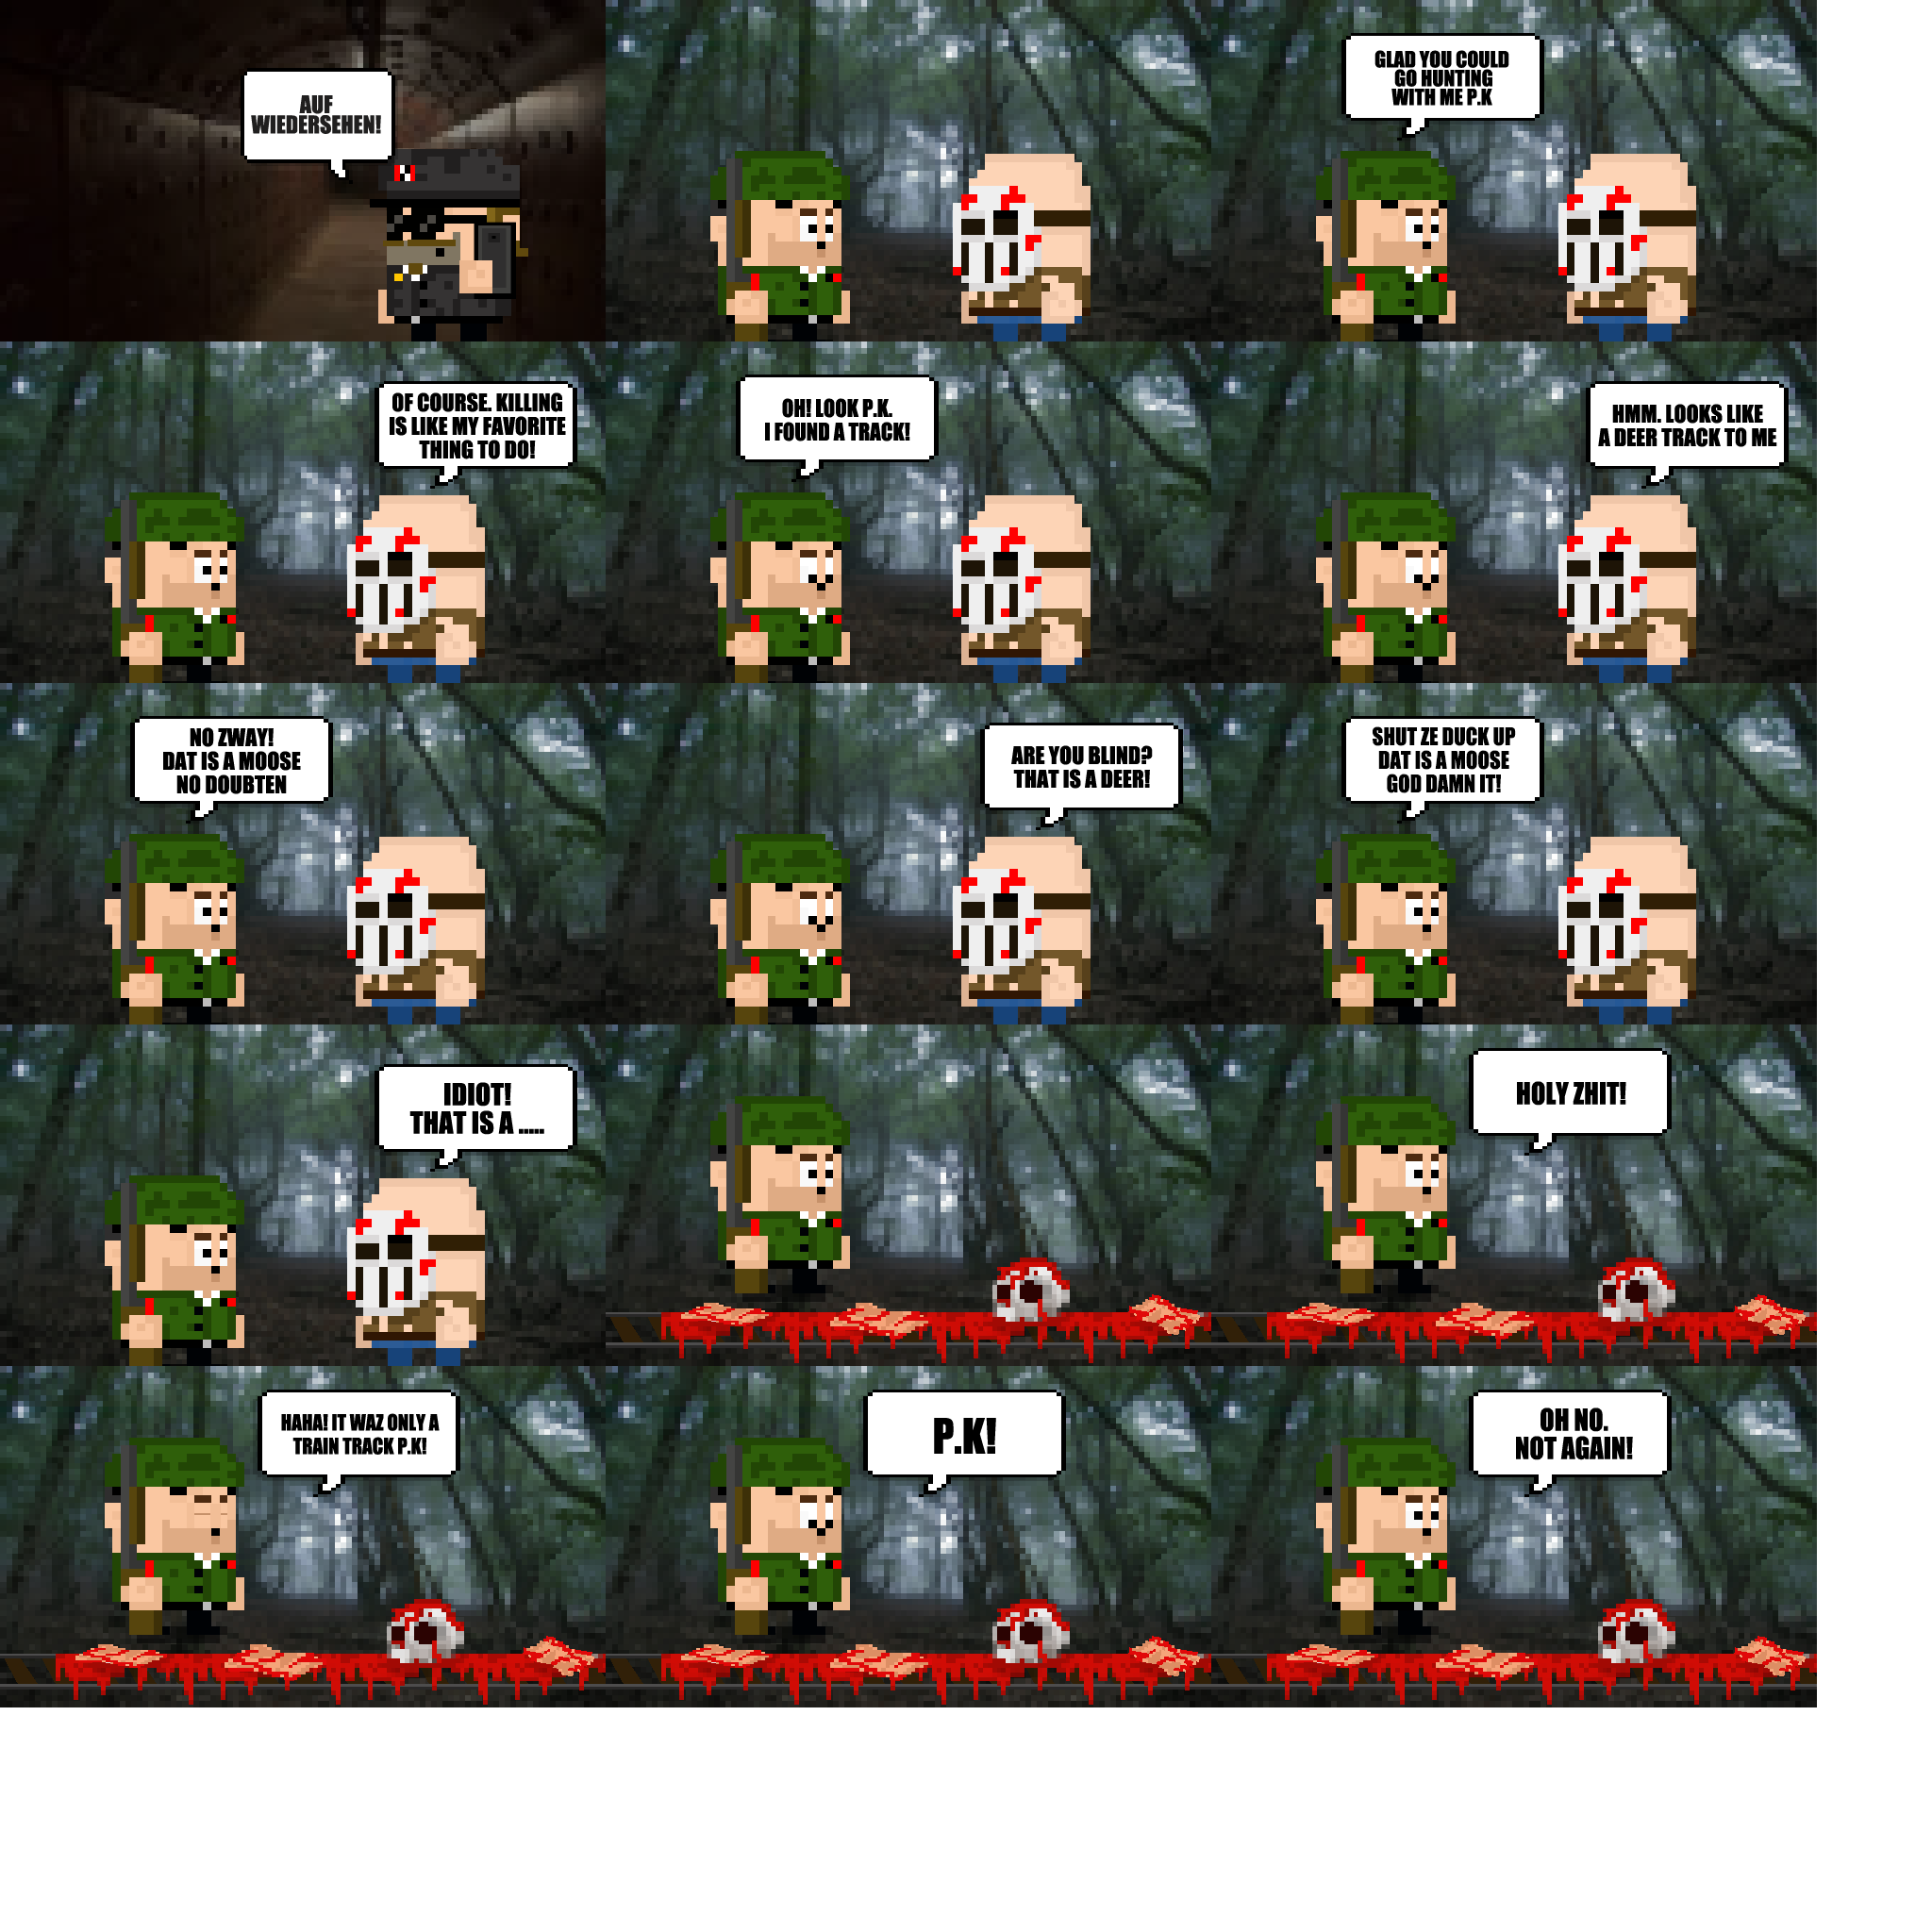 AUF
WIEDERSEHEN!
GLAD YOU COULD
GO HUNTING
WITH ME P.K
OF COURSE. KILLING
IS LIKE MY FAVORITE
THING TO DO!
OH! LOOK P.K.
I FOUND A TRACK!
HMM. LOOKS LIKE
A DEER TRACK TO ME
NO ZWAY!
DAT IS A MOOSE
NO DOUBTEN
ARE YOU BLIND?
THAT IS A DEER!
SHUT ZE DUCK UP
DAT IS A MOOSE
GOD DAMN IT!
IDIOT!
THAT IS A .....
HOLY ZHIT!
HAHA! IT WAZ ONLY A
TRAIN TRACK P.K!
P.K!
OH NO.
NOT AGAIN!